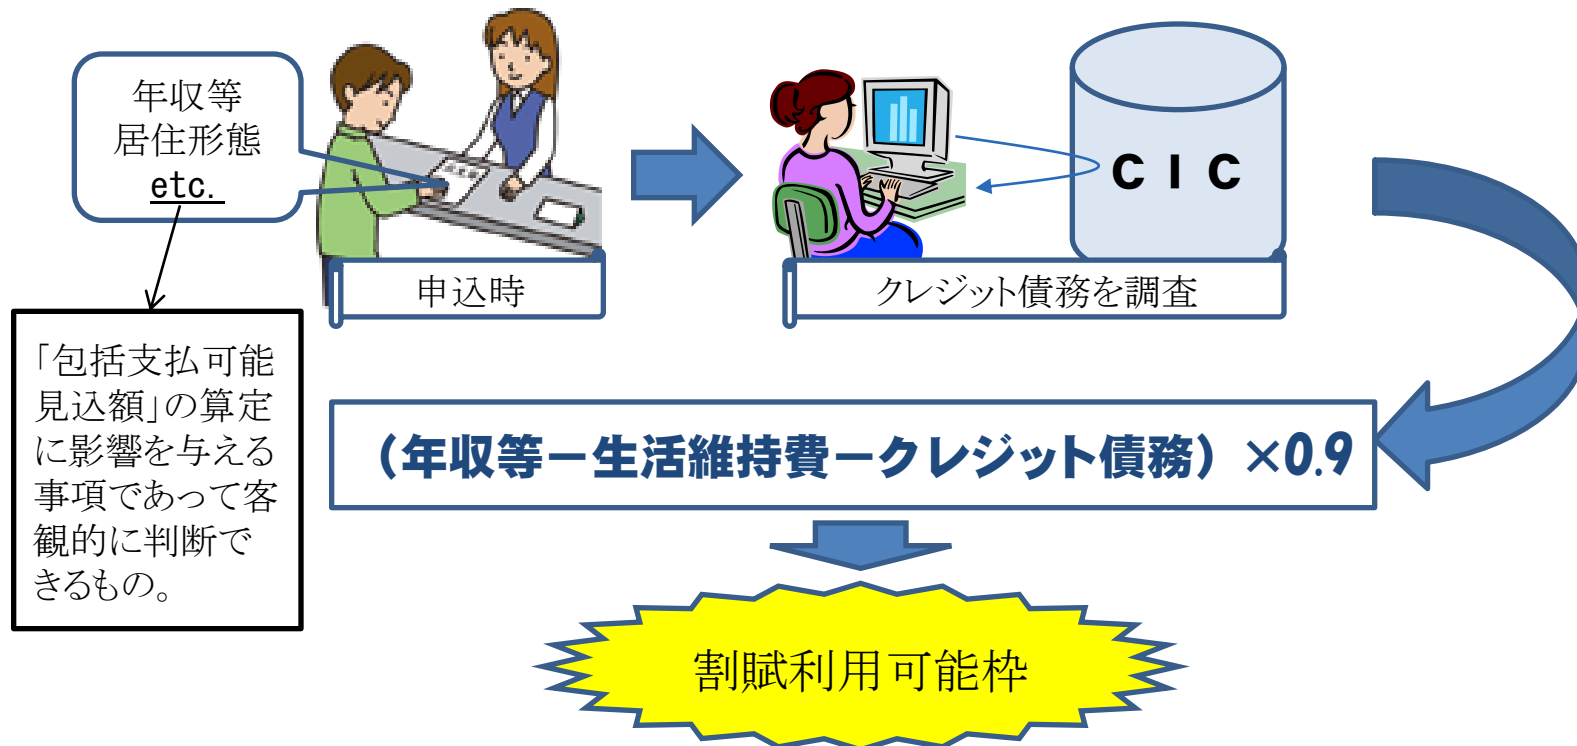 年収等
居住形態
etc.
申込時
CIC
クレジット債務を調査
「包括支払可能
見込額」の算定
に影響を与える
事項であって客
観的に判断で
きるもの。
（年収等－生活維持費－クレジット債務）×0.9
割賦利用可能枠